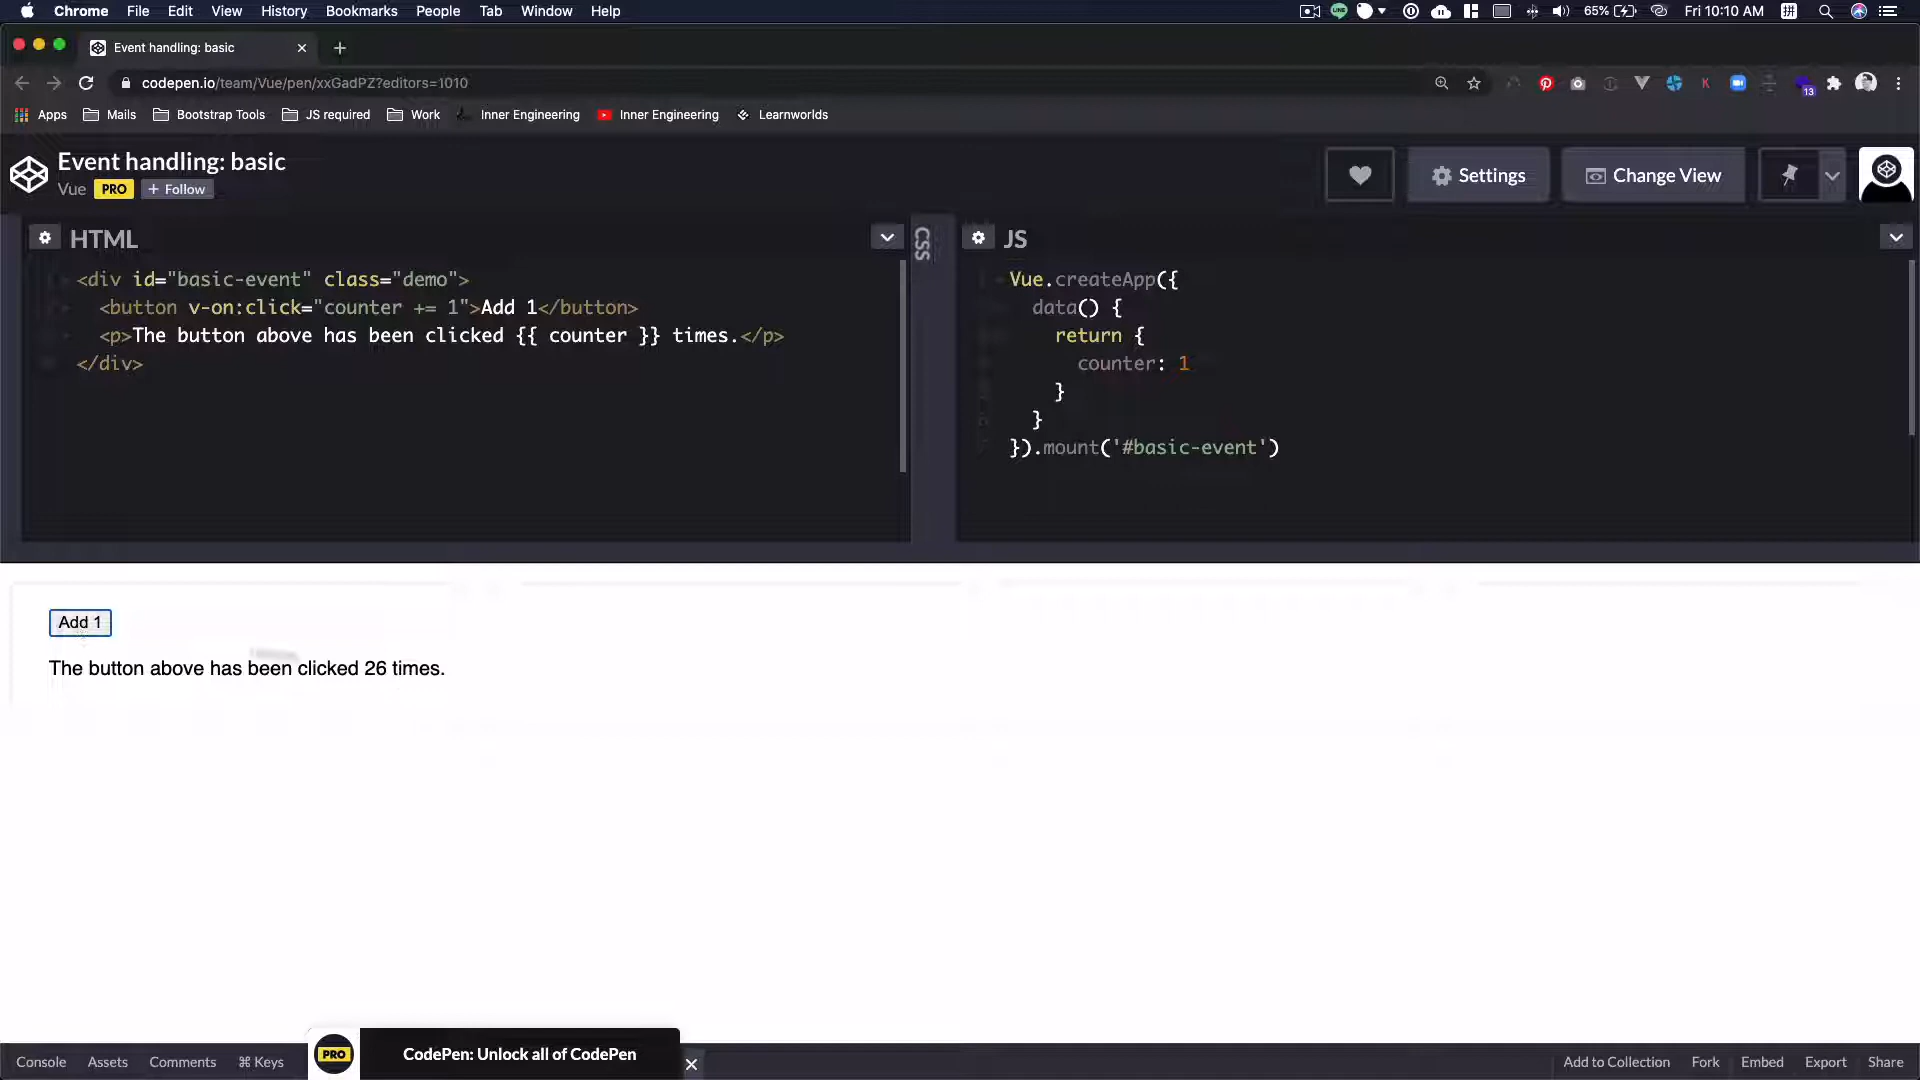 Chrome File Edit View History Bookmarks People Tab Window Help 65% Fri 10:10 AM
Event handling: basic
codepen.io/team/Vue/pen/xxGadPZ?editors=1010
13
Apps Mails Bootstrap Tools JS required Work Inner Engineering Inner Engineering Learnworlds
Event handling: basic
Vue PRO + Follow
Settings Change View
HTML
<div id="basic-event" class="demo">
<button v-on:click="counter += 1">Add 1</button>
<p>The button above has been clicked {{ counter }} times.</p>
</div>
CSS
JS
Vue.createApp({
data() {
return {
counter: 1
}
}
}).mount('#basic-event')
Add 1
The button above has been clicked 26 times.
Console Assets Comments ⌘ Keys
PRO CodePen: Unlock all of CodePen
Add to Collection Fork Embed Export Share